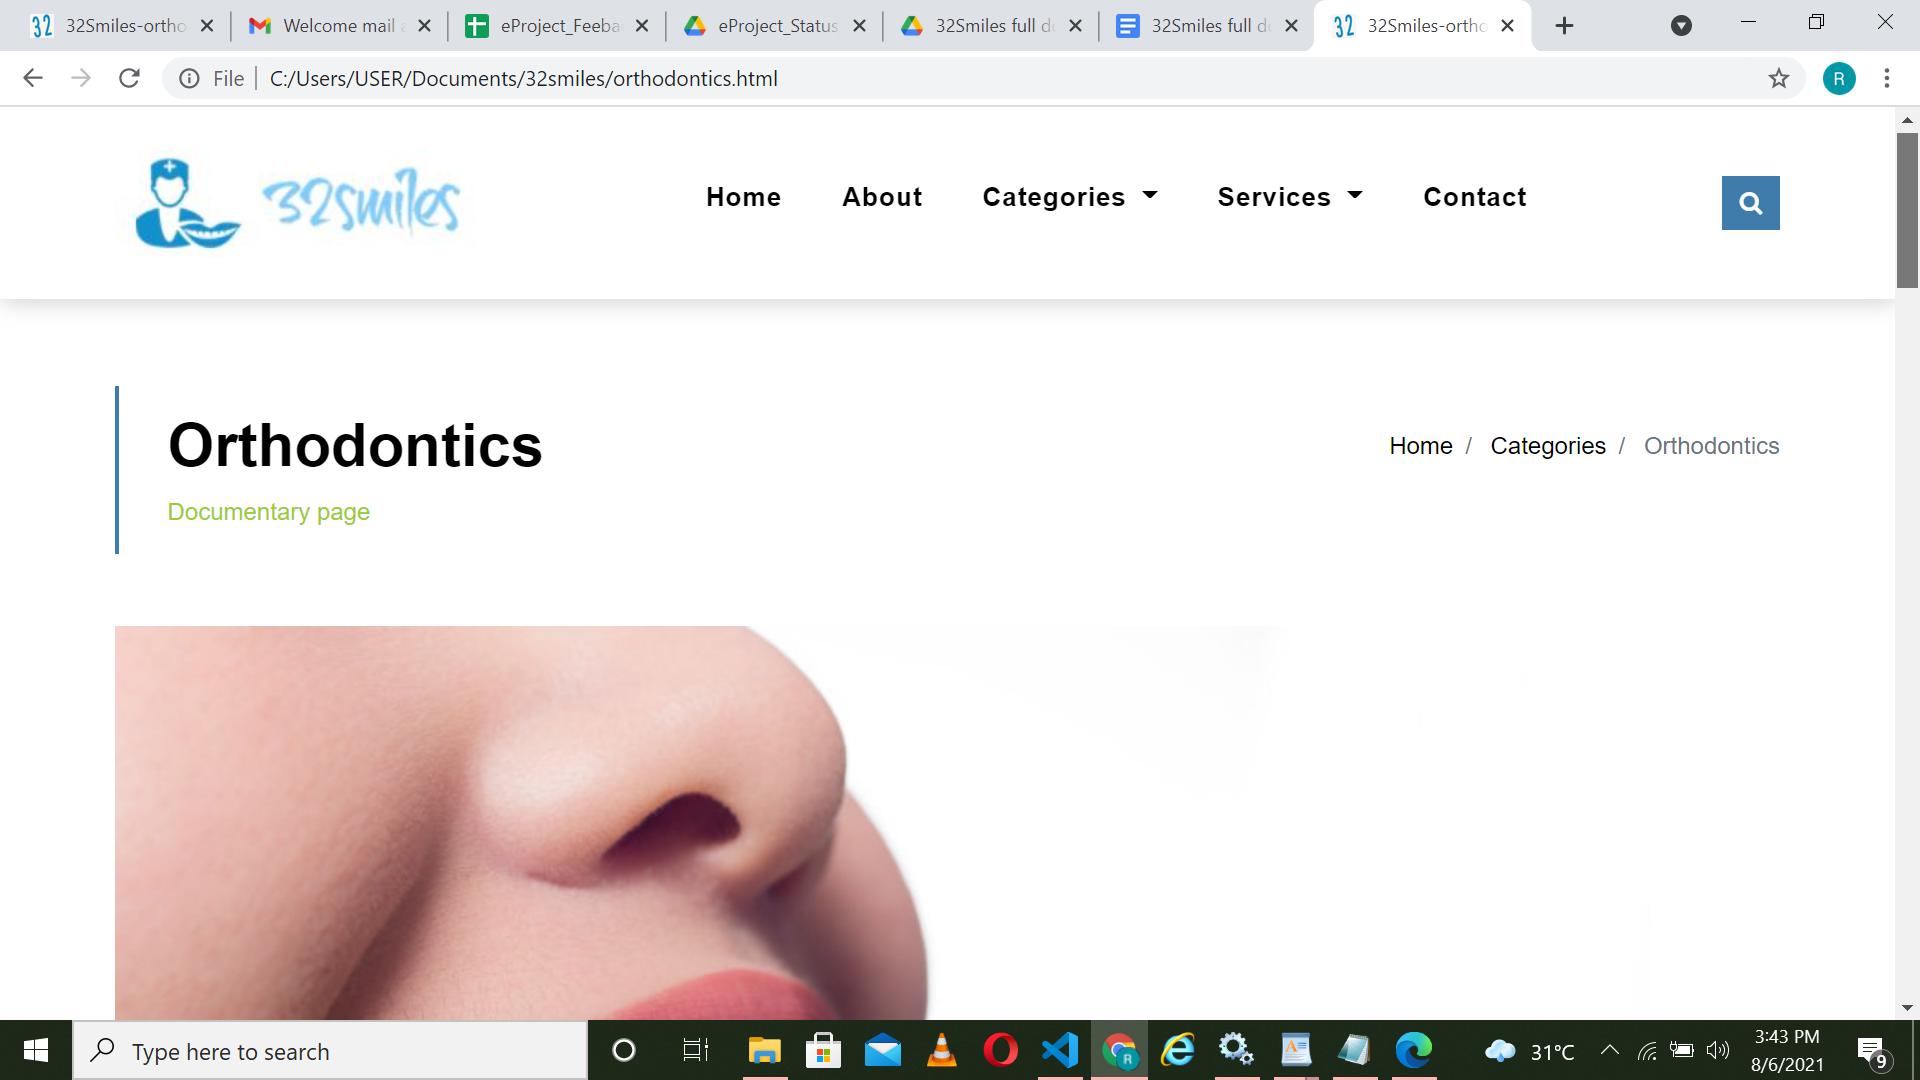 32Smiles-ortho
Welcome mail a
eProject_Feeba
eProject_Status
32Smiles full do
32Smiles full do
32Smiles-ortho
File
C:/Users/USER/Documents/32smiles/orthodontics.html
R
32smiles
Home
About
Categories
Services
Contact
Orthodontics
Home / Categories / Orthodontics
Documentary page
Type here to search
R
31°C
3:43 PM
8/6/2021
9